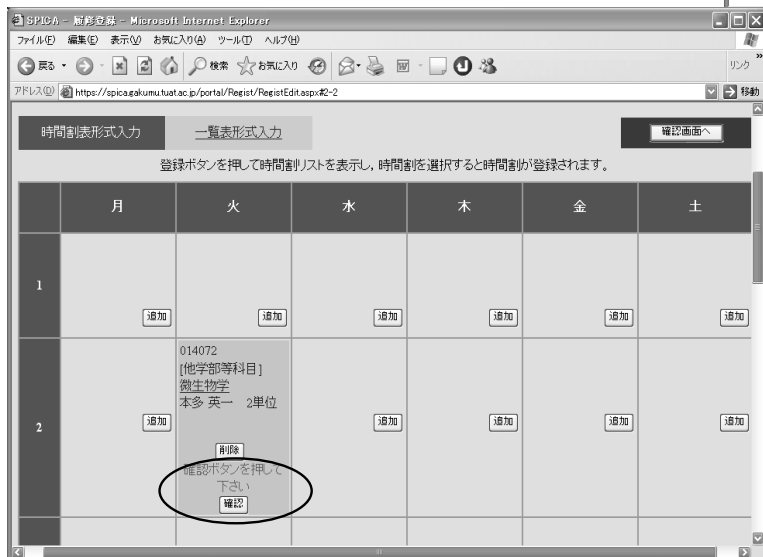 SPICA - 履修登録 - Microsoft Internet Explorer
ファイル(F) 編集(E) 表示(V) お気に入り(A) ツール(T) ヘルプ(H)
戻る 検索 お気に入り リンク »
アドレス(D) https://spica.gakumu.tuat.ac.jp/portal/Regist/RegistEdit.aspx#2-2 移動
時間割表形式入力 一覧表形式入力 確認画面へ
登録ボタンを押して時間割リストを表示し,時間割を選択すると時間割が登録されます。
月 火 水 木 金 土
1
追加 追加 追加 追加 追加 追加
014072
[他学部等科目]
微生物学
本多 英一 2単位
2 追加 追加 追加 追加 追加
削除
確認ボタンを押して
下さい
確認